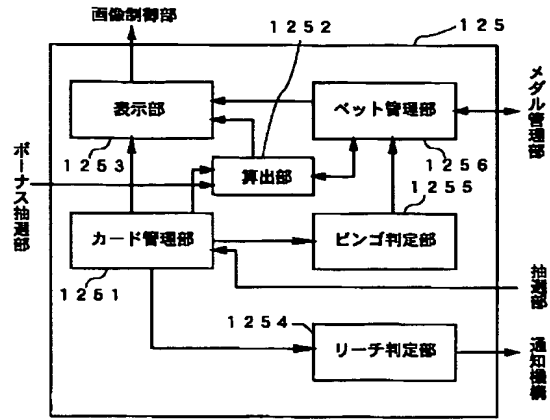 画像制御部
1252
125
表示部
ベット管理部
メダル管理部
1253
算出部
1256
ボーナス抽選部
1255
カード管理部
ビンゴ判定部
1251
抽選部
1254
リーチ判定部
通知機構